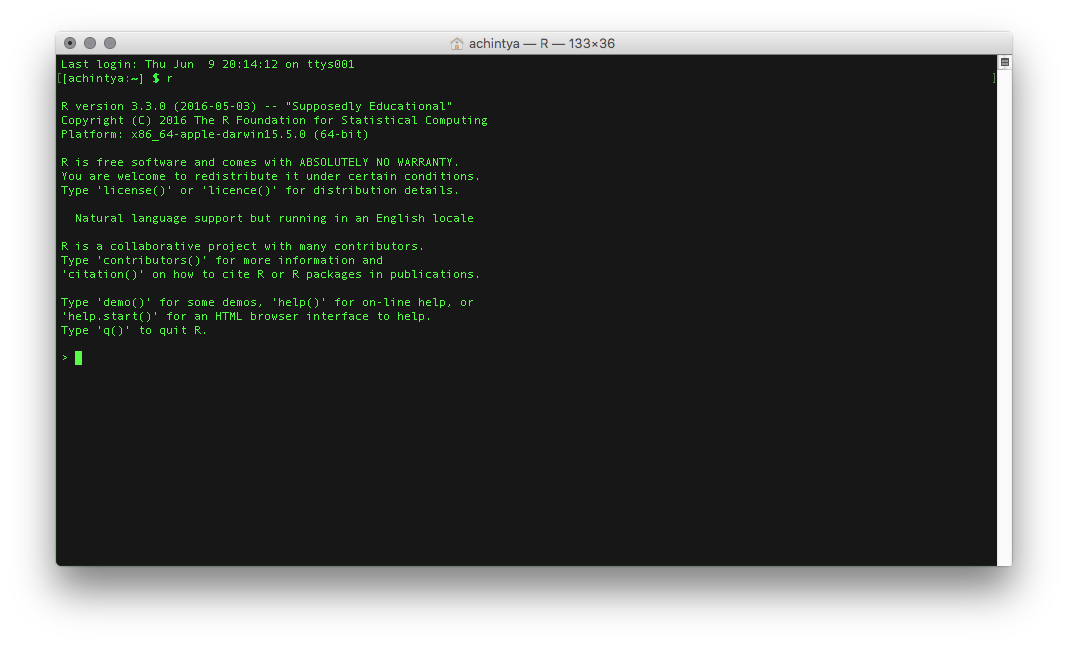 achintya — R — 133×36
Last login: Thu Jun  9 20:14:12 on ttys001
[[achintya:~] $ r ]
R version 3.3.0 (2016-05-03) -- "Supposedly Educational"
Copyright (C) 2016 The R Foundation for Statistical Computing
Platform: x86_64-apple-darwin15.5.0 (64-bit)
R is free software and comes with ABSOLUTELY NO WARRANTY.
You are welcome to redistribute it under certain conditions.
Type 'license()' or 'licence()' for distribution details.
Natural language support but running in an English locale
R is a collaborative project with many contributors.
Type 'contributors()' for more information and
'citation()' on how to cite R or R packages in publications.
Type 'demo()' for some demos, 'help()' for on-line help, or
'help.start()' for an HTML browser interface to help.
Type 'q()' to quit R.
>